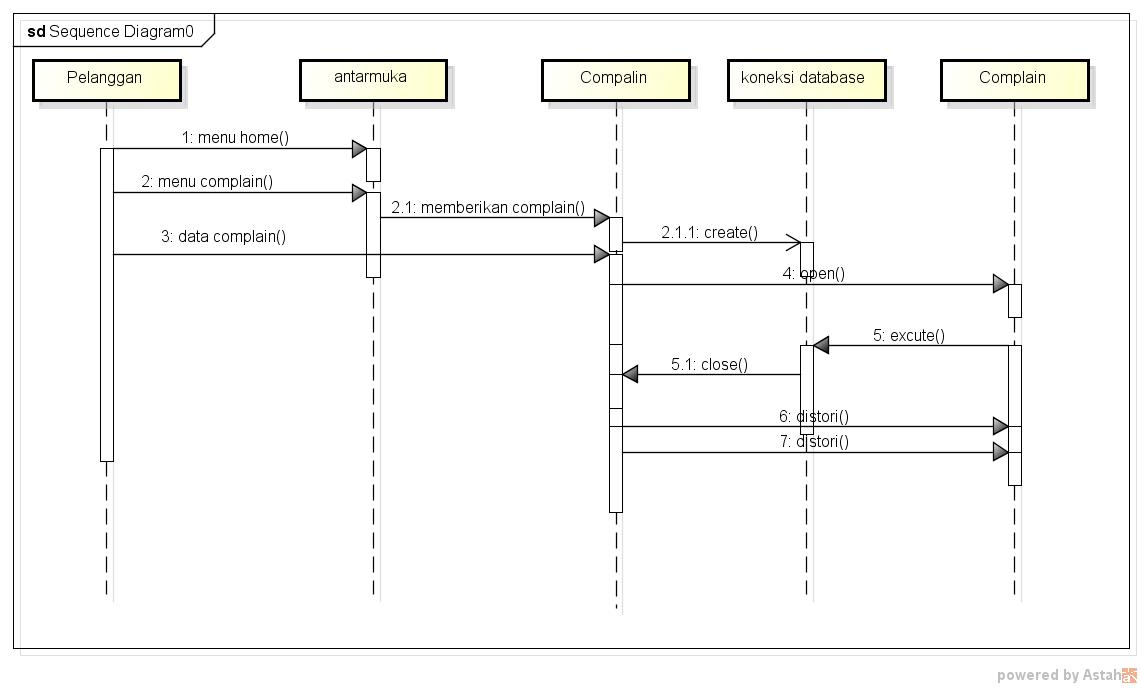 sd Sequence Diagram0
Pelanggan
antarmuka
Compalin
koneksi database
Complain
1: menu home()
2: menu complain()
2.1: memberikan complain()
3: data complain()
2.1.1: create()
4: open()
5: excute()
5.1: close()
6: distori()
7: distori()
powered by Astah